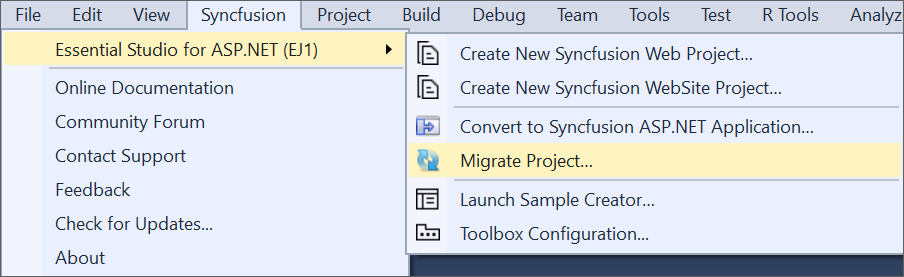 File Edit View Syncfusion Project Build Debug Team Tools Test R Tools Analyz
Essential Studio for ASP.NET (EJ1)
Online Documentation
Community Forum
Contact Support
Feedback
Check for Updates...
About
Create New Syncfusion Web Project...
Create New Syncfusion WebSite Project...
Convert to Syncfusion ASP.NET Application...
Migrate Project...
Launch Sample Creator...
Toolbox Configuration...